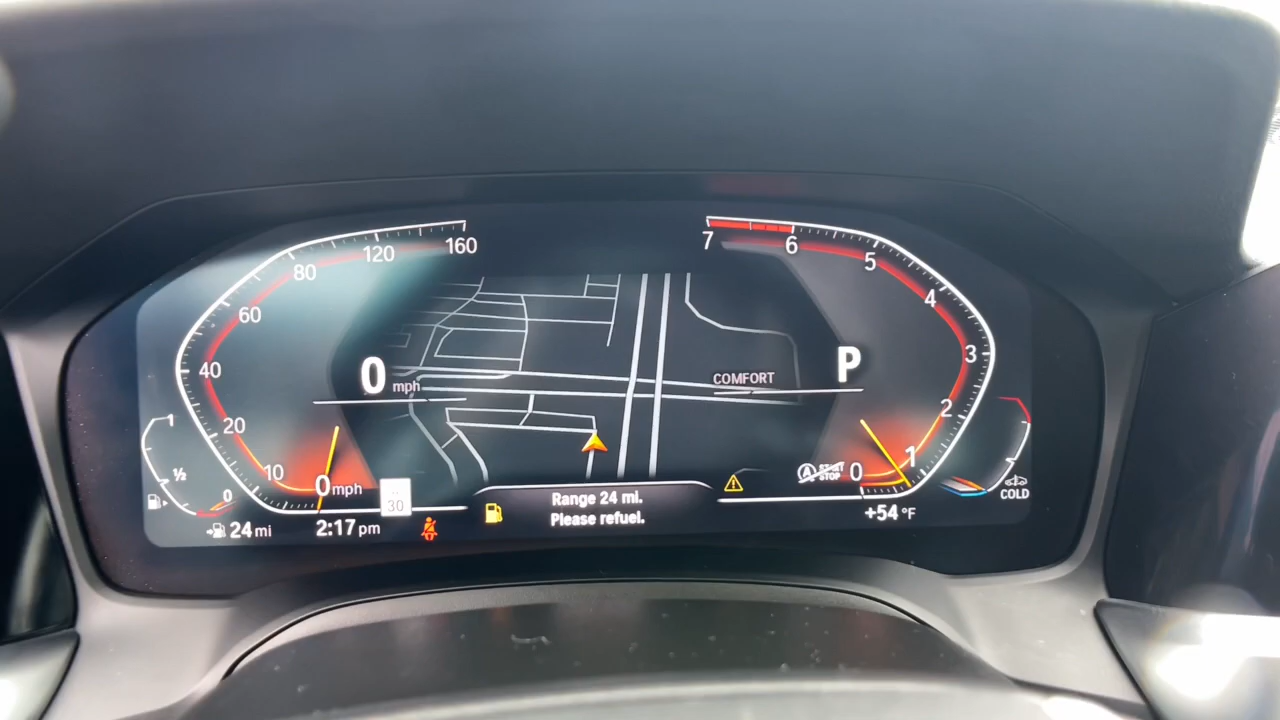 160
120
80
60
40
20
10
0 mph
0 mph
7
6
5
4
3
2
1
0
COMFORT
P
1
½
0
30
24 mi
2:17 pm
Range 24 mi.
Please refuel.
A START
STOP
+54 °F
COLD